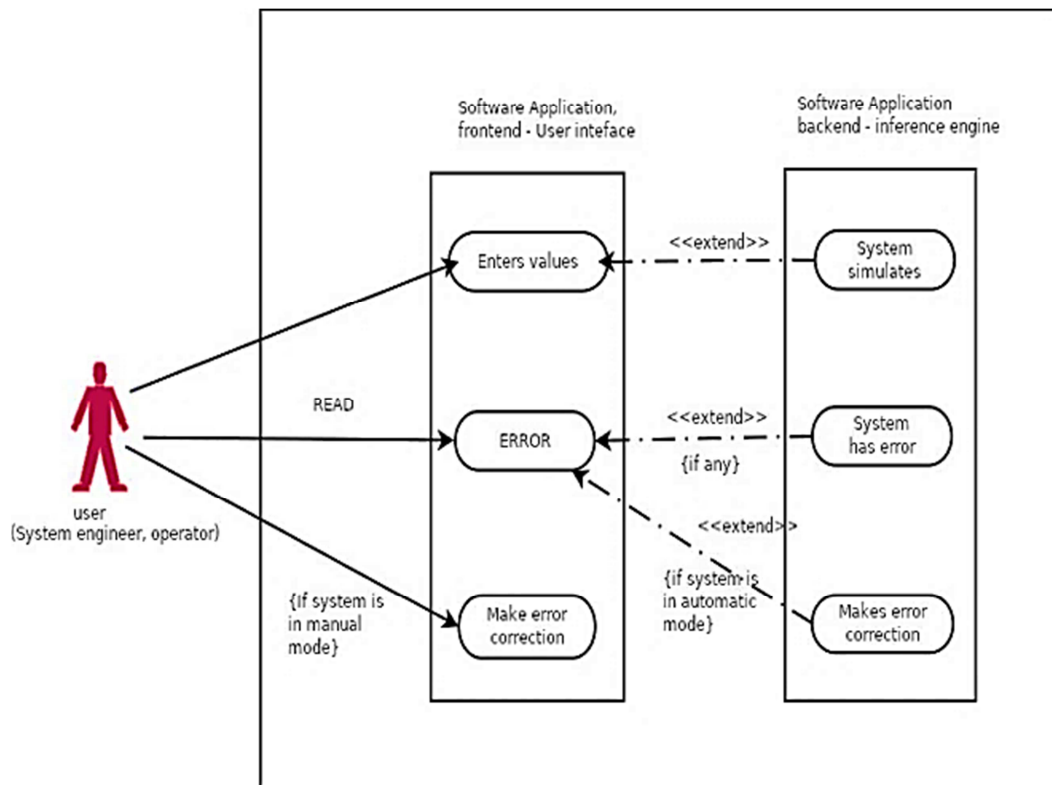 Software Application,
frontend - User inteface
Software Application
backend - inference engine
Enters values
<<extend>>
System
simulates
READ
ERROR
<<extend>>
{if any}
System
has error
user
(System engineer, operator)
<<extend>>
{If system is
in manual
mode}
Make error
correction
{if system is
in automatic
mode}
Makes error
correction